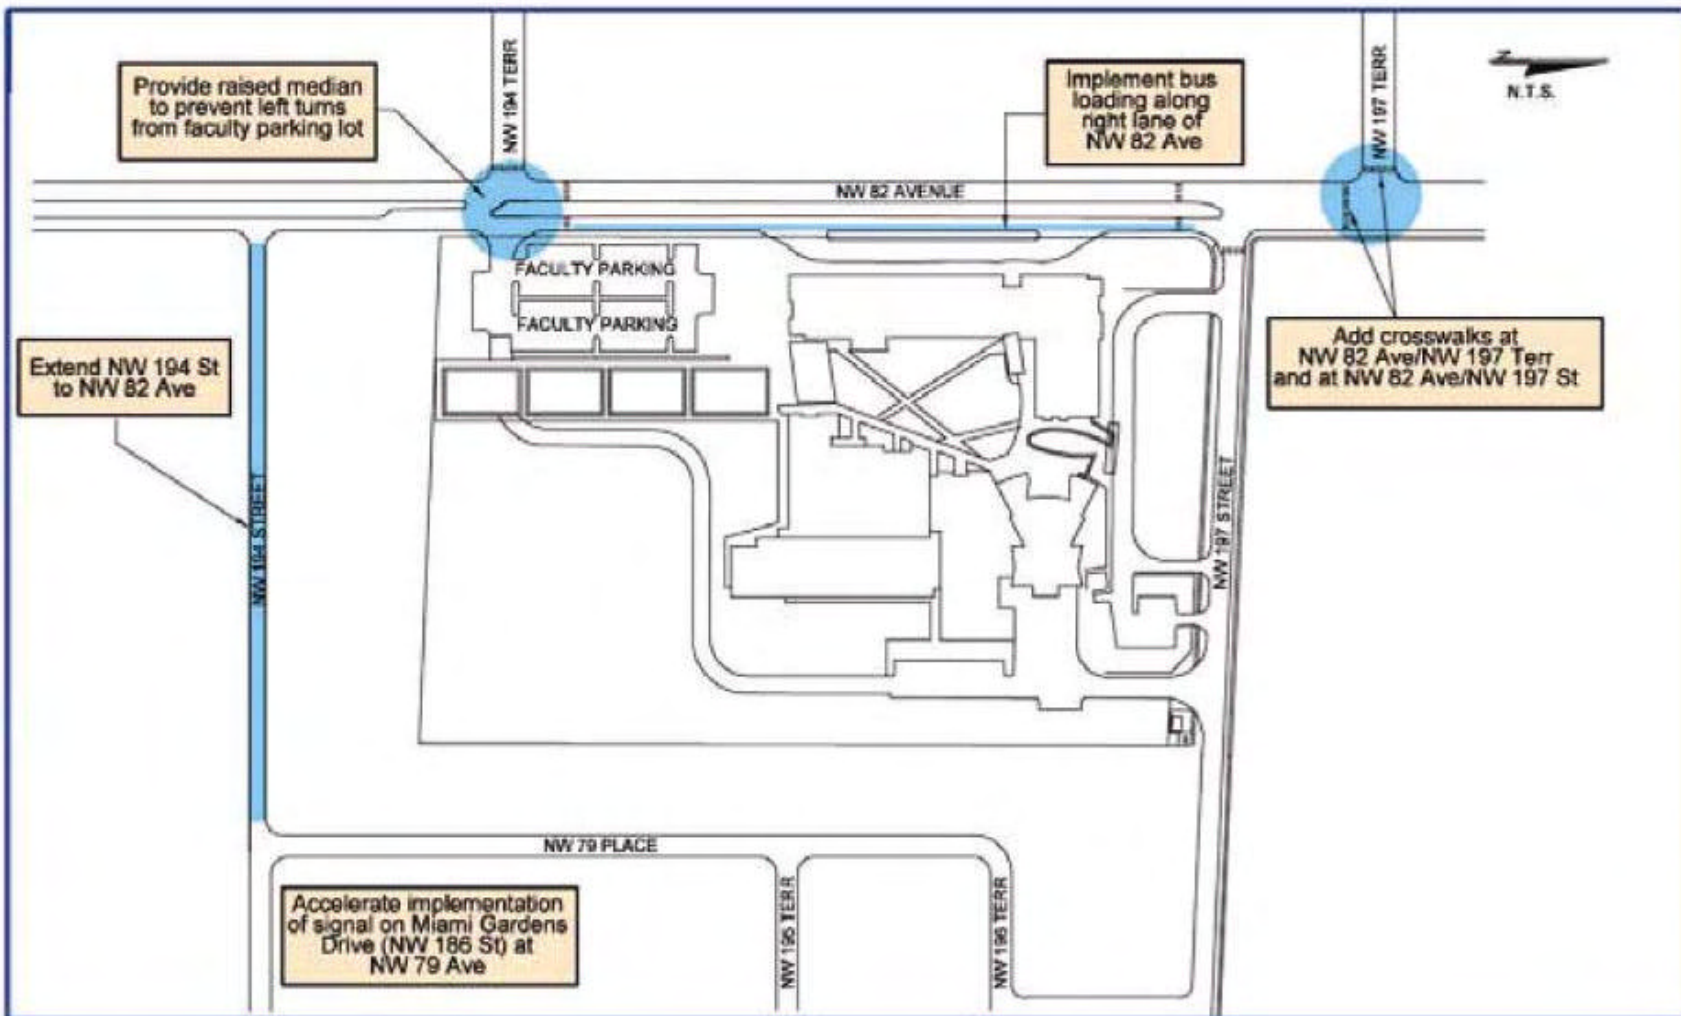 NW 194 TERR
NW 197 TERR
N
N.T.S.
Provide raised median
to prevent left turns
from faculty parking lot
Implement bus
loading along
right lane of
NW 82 Ave
NW 82 AVENUE
FACULTY PARKING
FACULTY PARKING
Extend NW 194 St
to NW 82 Ave
Add crosswalks at
NW 82 Ave/NW 197 Terr
and at NW 82 Ave/NW 197 St
NW 194 STREET
NW 197 STREET
NW 79 PLACE
Accelerate implementation
of signal on Miami Gardens
Drive (NW 186 St) at
NW 79 Ave
NW 195 TERR
NW 196 TERR